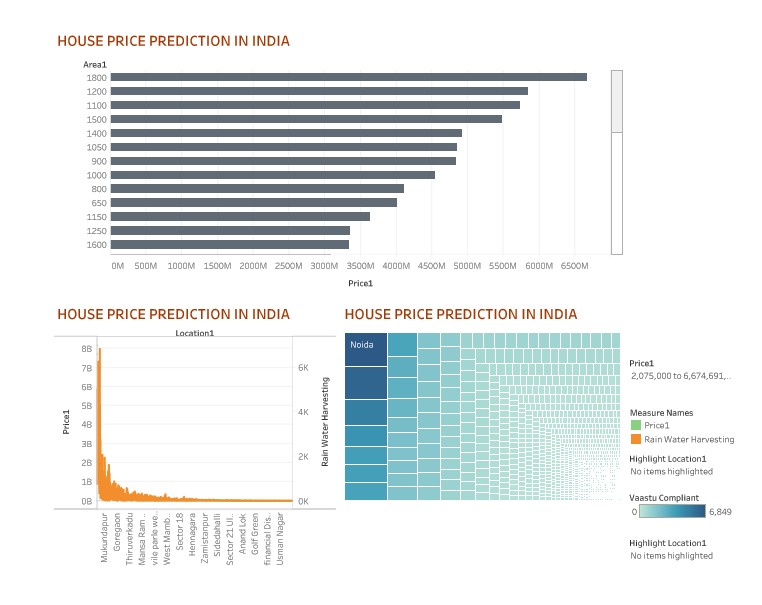 HOUSE PRICE PREDICTION IN INDIA
Area1
1800
1200
1100
1500
1400
1050
900
1000
800
650
1150
1250
1600
0M 500M 1000M 1500M 2000M 2500M 3000M 3500M 4000M 4500M 5000M 5500M 6000M 6500M
Price1
HOUSE PRICE PREDICTION IN INDIA
Location1
8B
7B
6B
5B
4B
3B
2B
1B
0B
Price1
6K
4K
2K
0K
Rain Water Harvesting
Mukundapur
Goregaon
Thiruverkadu
Mansa Ram ..
vile parle we..
West Mamb..
Sector 18
Hennagara
Zamistanpur
Sidedahalli
Sector 21 Ul..
Anand Lok
Golf Green
financial Dis..
Usman Nagar
HOUSE PRICE PREDICTION IN INDIA
Noida
Price1
2,075,000 to 6,674,691,..
Measure Names
Price1
Rain Water Harvesting
Highlight Location1
No items highlighted
Vaastu Compliant
0 6,849
Highlight Location1
No items highlighted